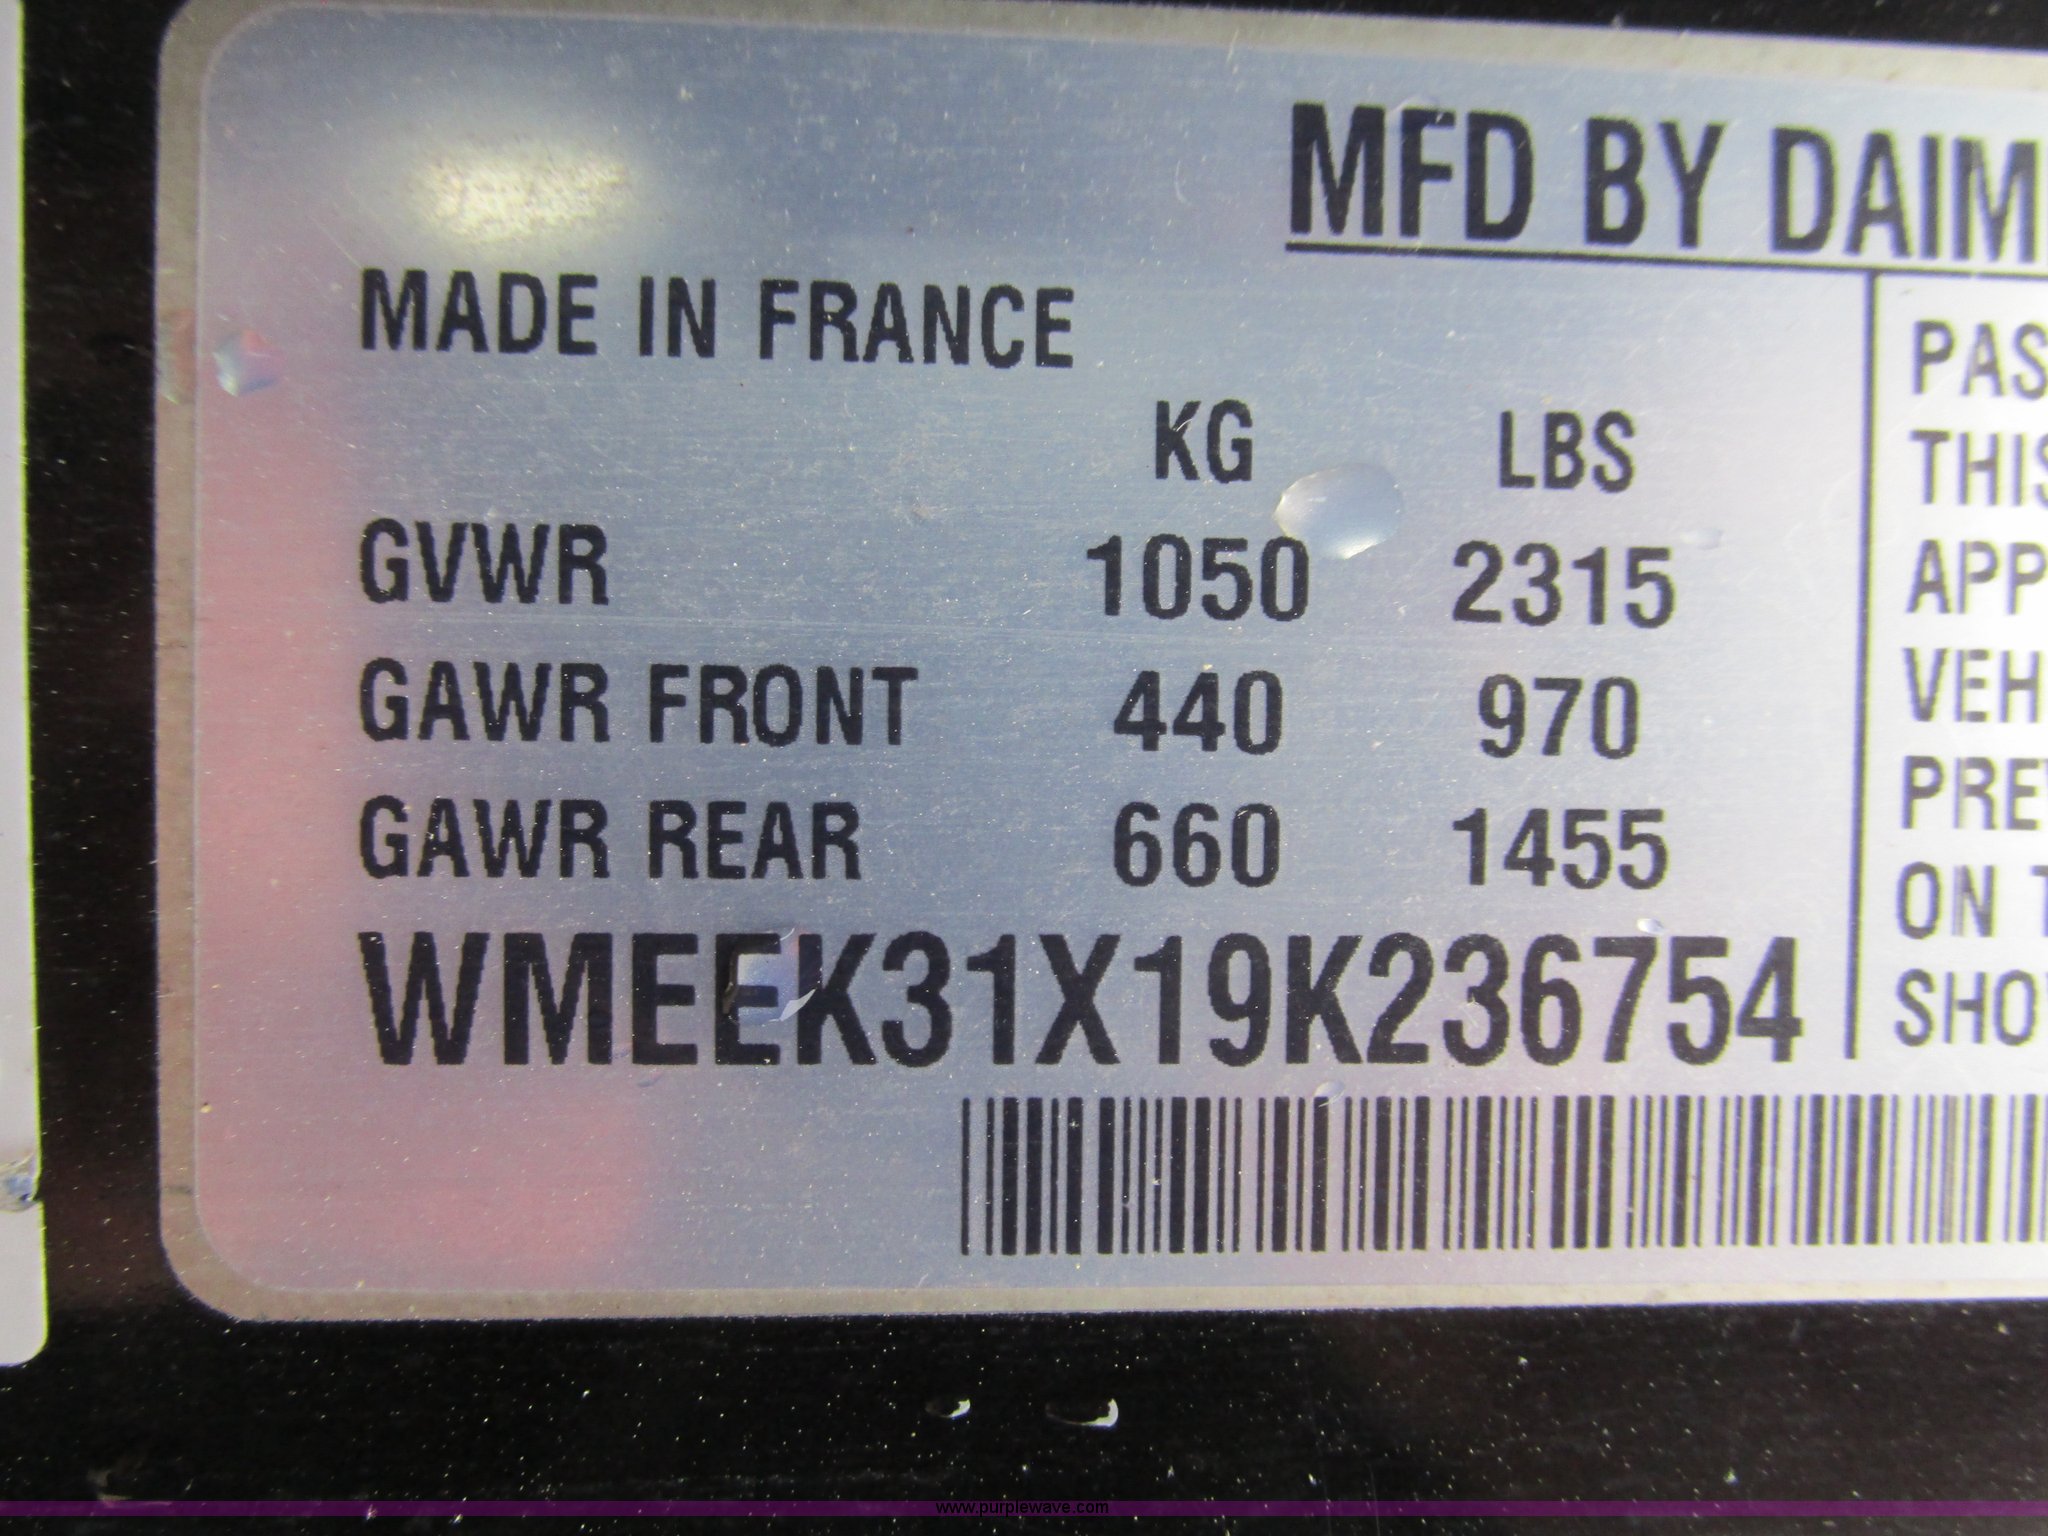 MFD BY DAIM
MADE IN FRANCE
KG LBS
GVWR 1050 2315
GAWR FRONT 440 970
GAWR REAR 660 1455
WMEEK31X19K236754
PAS
THIS
APP
VEH
PRE
ON T
SHO
www.purplewave.com